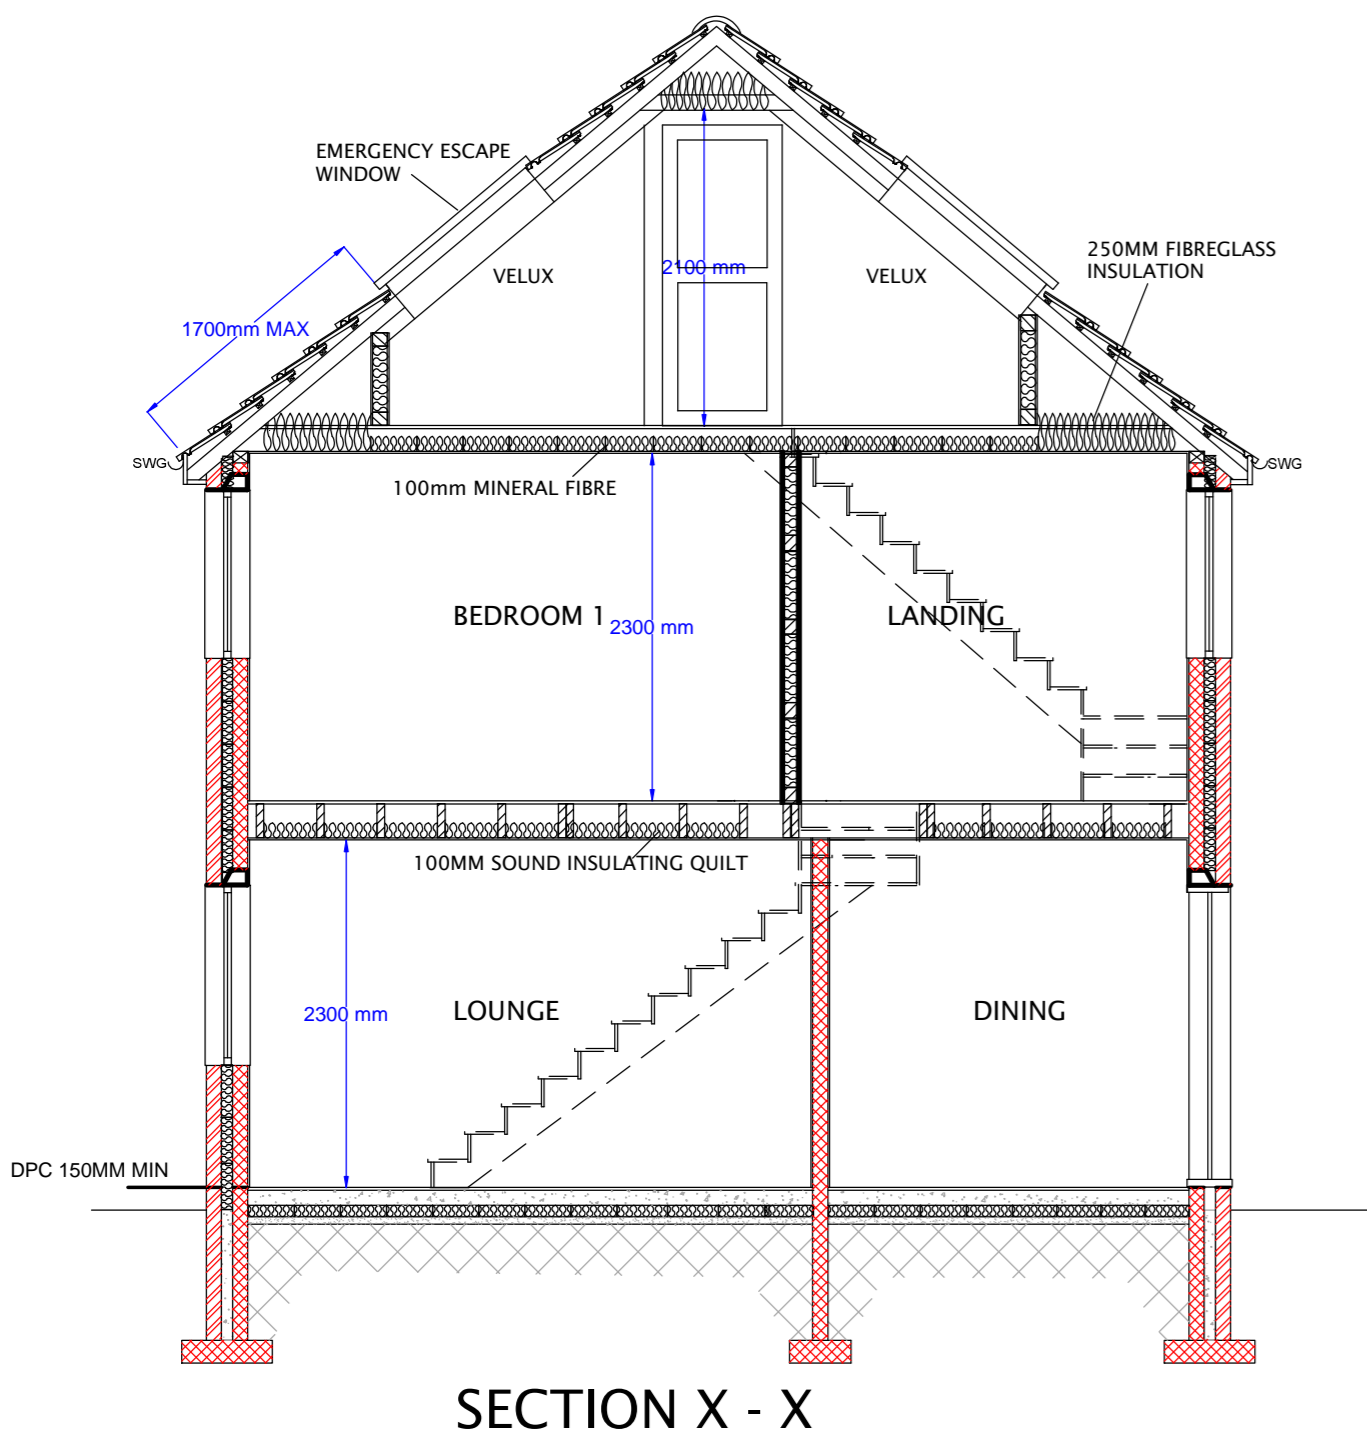 EMERGENCY ESCAPE
WINDOW
250MM FIBREGLASS
INSULATION
VELUX
2100 mm
VELUX
1700mm MAX
SWG
SWG
100mm MINERAL FIBRE
BEDROOM 1
2300 mm
LANDING
100MM SOUND INSULATING QUILT
2300 mm
LOUNGE
DINING
DPC 150MM MIN
SECTION X - X